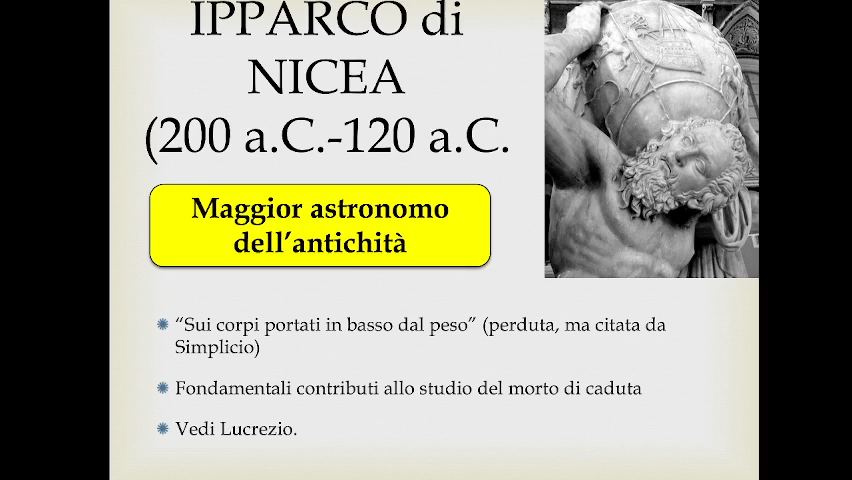 IPPARCO di
NICEA
(200 a.C.-120 a.C.
Maggior astronomo
dell’antichità
“Sui corpi portati in basso dal peso” (perduta, ma citata da
Simplicio)
Fondamentali contributi allo studio del morto di caduta
Vedi Lucrezio.